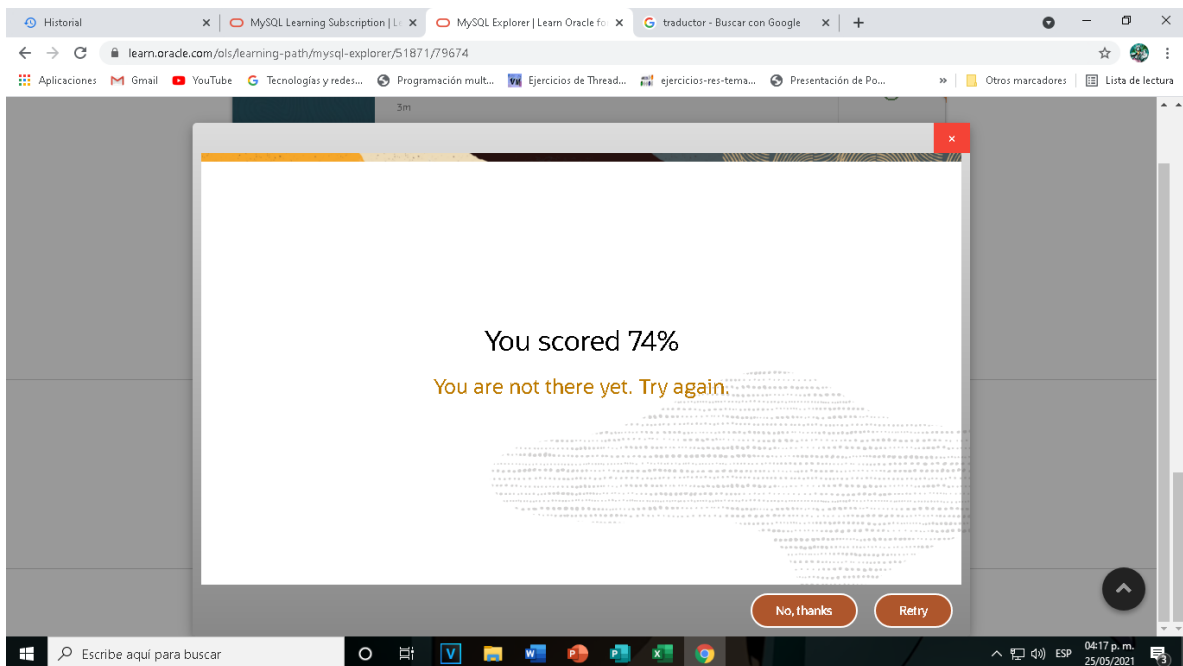 Historial
MySQL Learning Subscription | L
MySQL Explorer | Learn Oracle fo
traductor - Buscar con Google
learn.oracle.com/ols/learning-path/mysql-explorer/51871/79674
Aplicaciones
Gmail
YouTube
Tecnologías y redes...
Programación mult...
Ejercicios de Thread...
ejercicios-res-tema...
Presentación de Po...
»
Otros marcadores
Lista de lectura
3m
You scored 74%
You are not there yet. Try again.
No, thanks
Retry
Escribe aquí para buscar
ESP
04:17 p. m.
25/05/2021
3